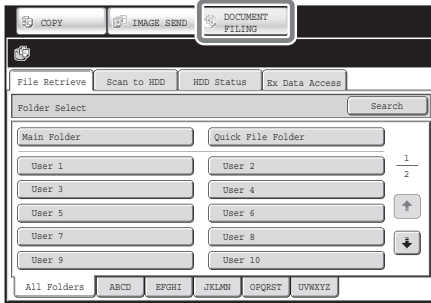 COPY IMAGE SEND DOCUMENT FILING
File Retrieve Scan to HDD HDD Status Ex Data Access
Folder Select Search
Main Folder Quick File Folder
User 1 User 2
User 3 User 4
User 5 User 6
User 7 User 8
User 9 User 10
1
2
All Folders ABCD EFGHI JKLMN OPQRST UVWXYZ